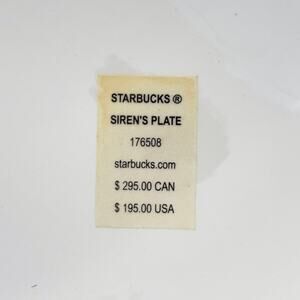 STARBUCKS ®
SIREN'S PLATE
176508
starbucks.com
$ 295.00 CAN
$ 195.00 USA